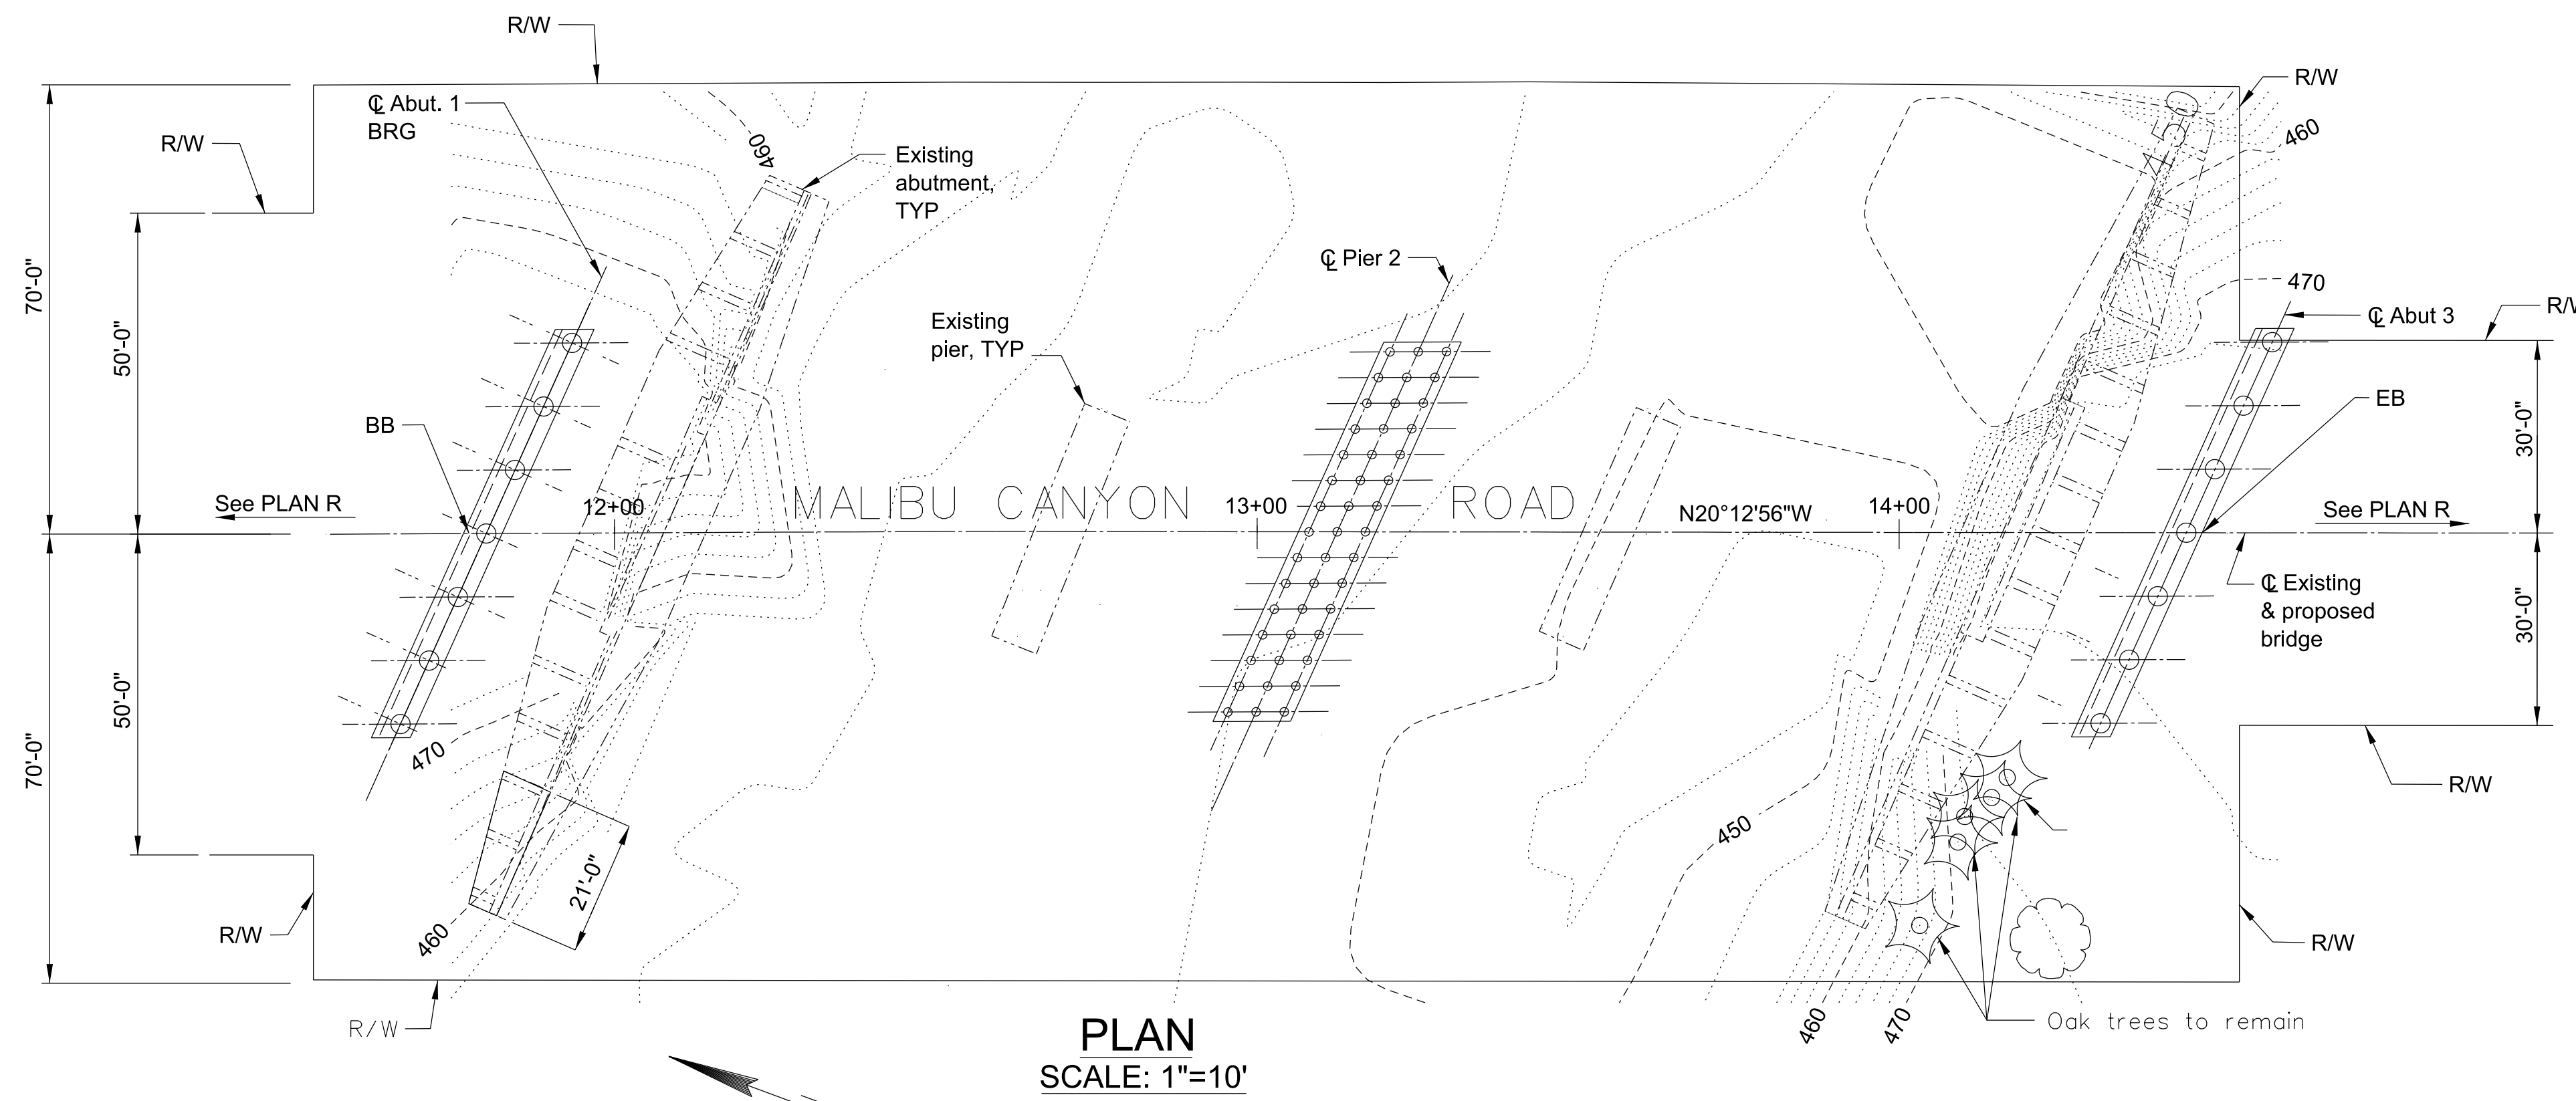 R/W
R/W
℄ Abut. 1
BRG
R/W
460
Existing
abutment,
TYP
460
70'-0"
50'-0"
℄ Pier 2
470
R/W
℄ Abut 3
Existing
pier, TYP
BB
EB
30'-0"
See PLAN R
12+00
MALIBU CANYON ROAD
13+00
N20°12'56"W
14+00
See PLAN R
℄ Existing
& proposed
bridge
30'-0"
70'-0"
50'-0"
470
R/W
450
21'-0"
460
R/W
R/W
R/W
460
470
Oak trees to remain
PLAN
SCALE: 1"=10'